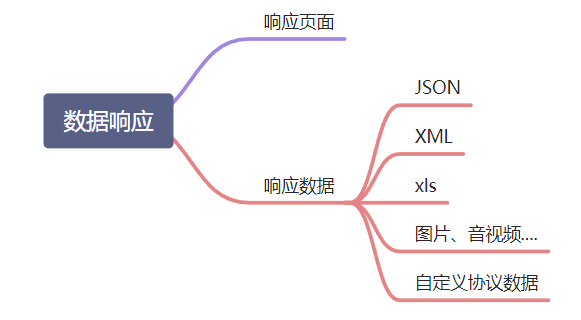 响应页面
数据响应
JSON
XML
响应数据
xls
图片、音视频....
自定义协议数据